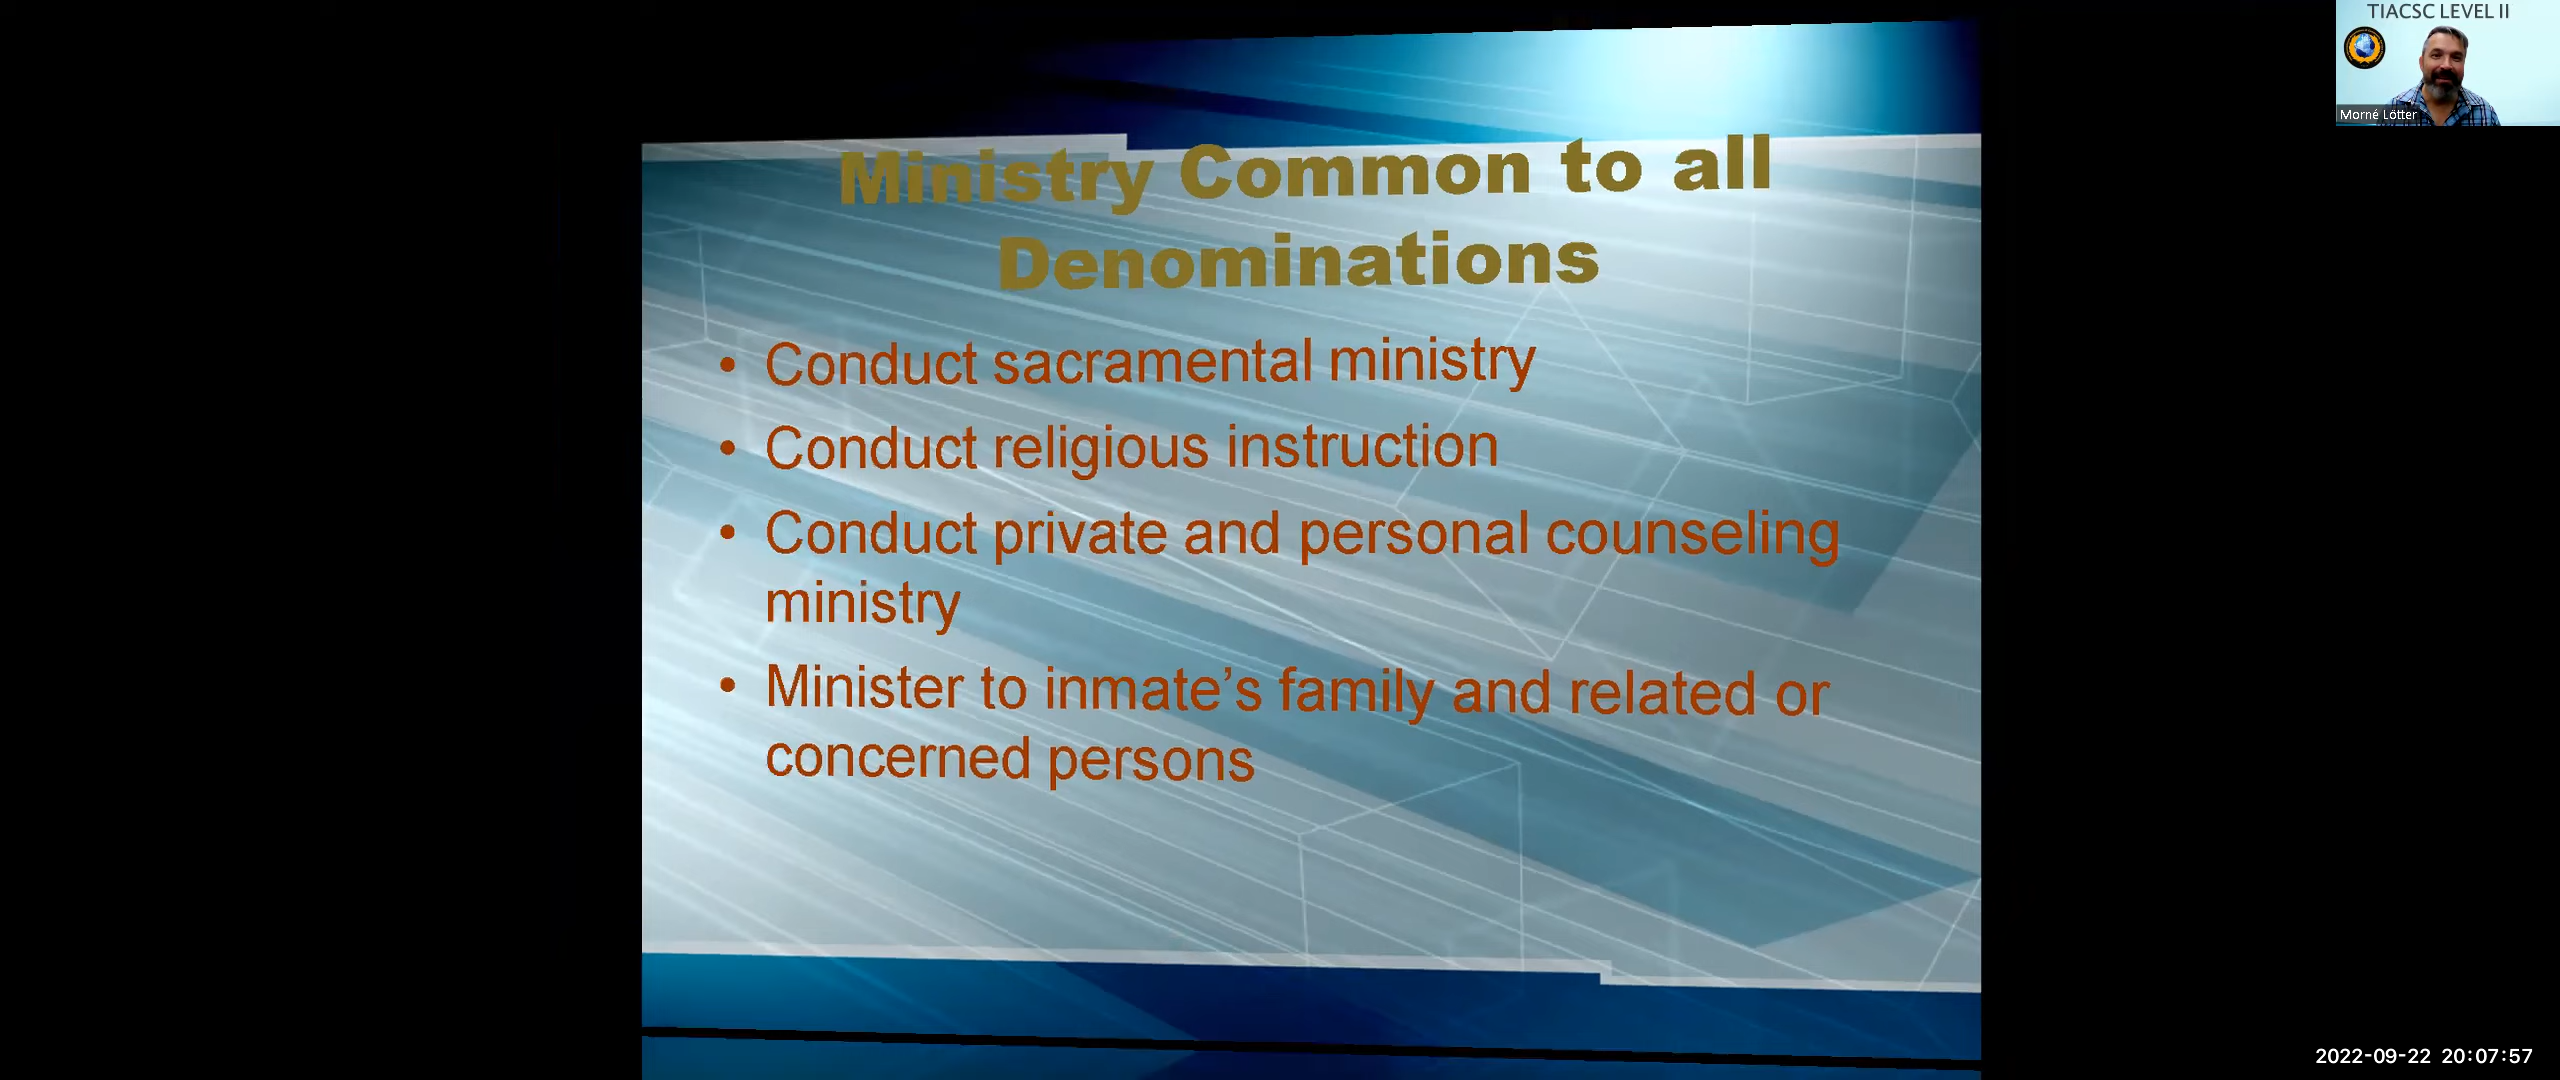 TIACSC LEVEL II
Morné Lötter
Ministry Common to all
Denominations
• Conduct sacramental ministry
• Conduct religious instruction
• Conduct private and personal counseling
ministry
• Minister to inmate’s family and related or
concerned persons
2022-09-22 20:07:57